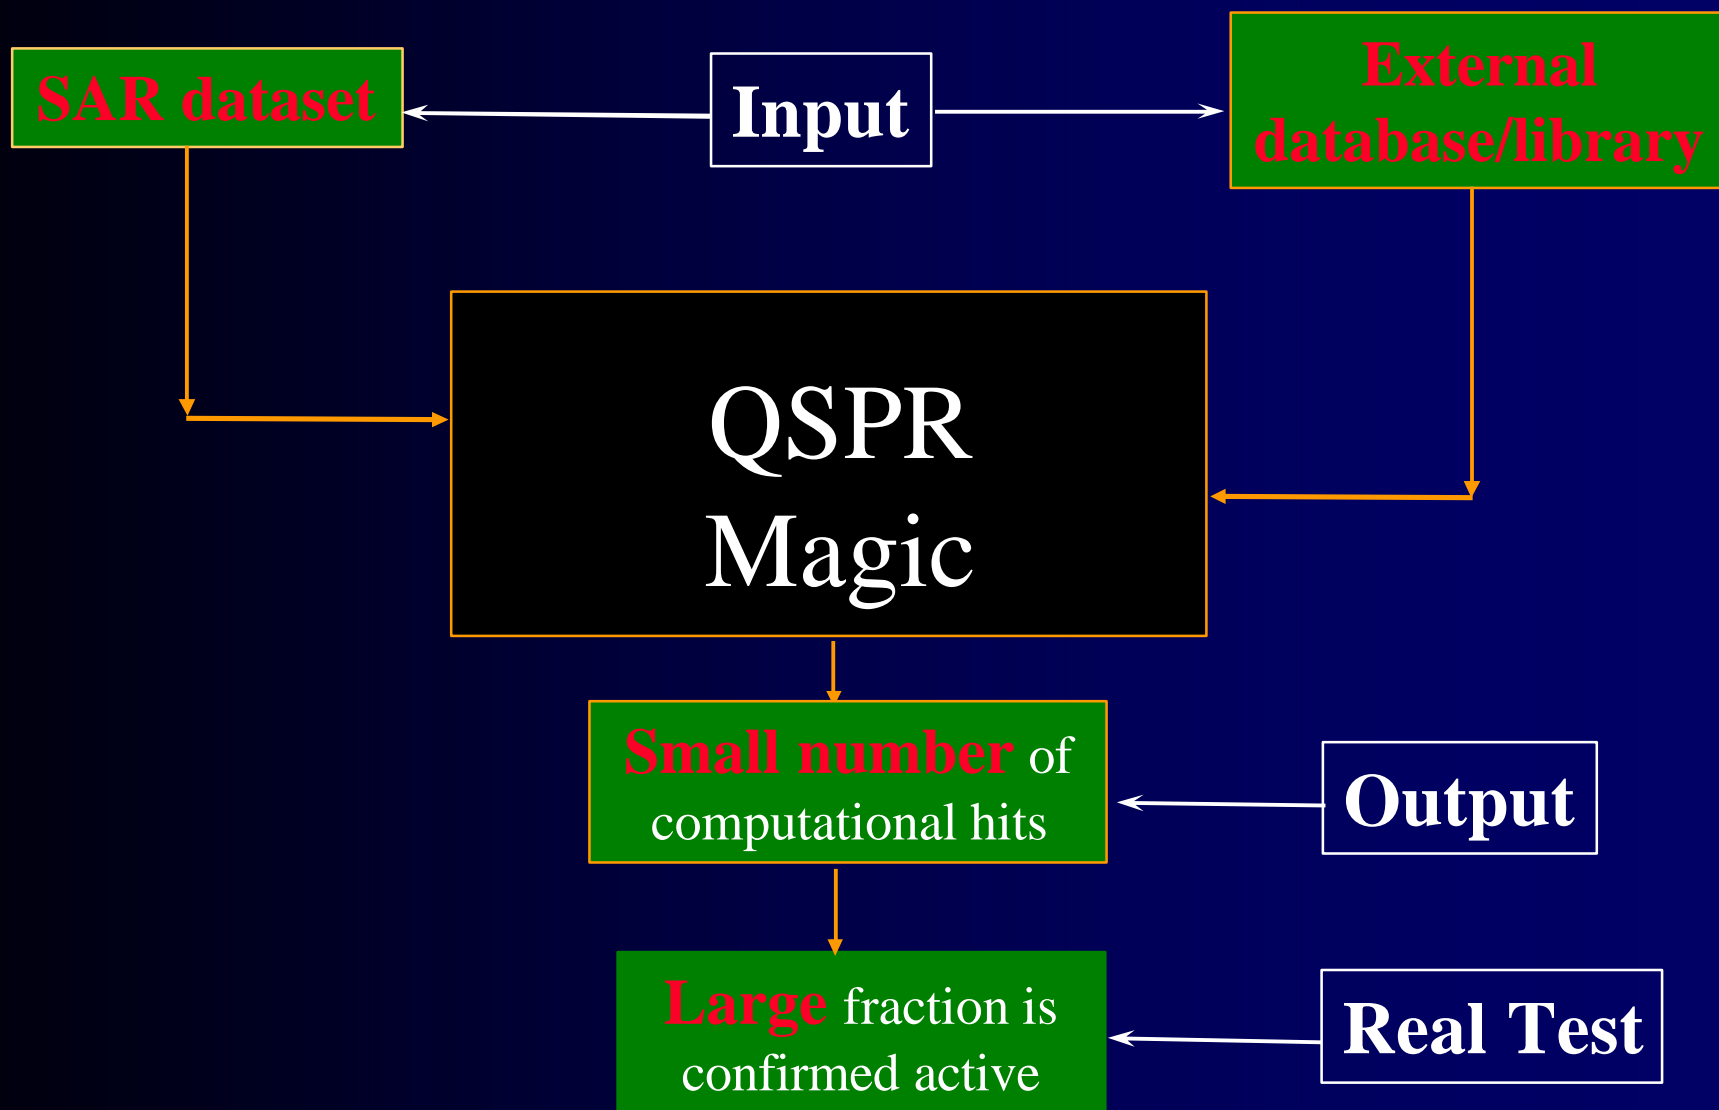 SAR dataset
Input
External
database/library
QSPR
Magic
Small number of
computational hits
Output
Large fraction is
confirmed active
Real Test